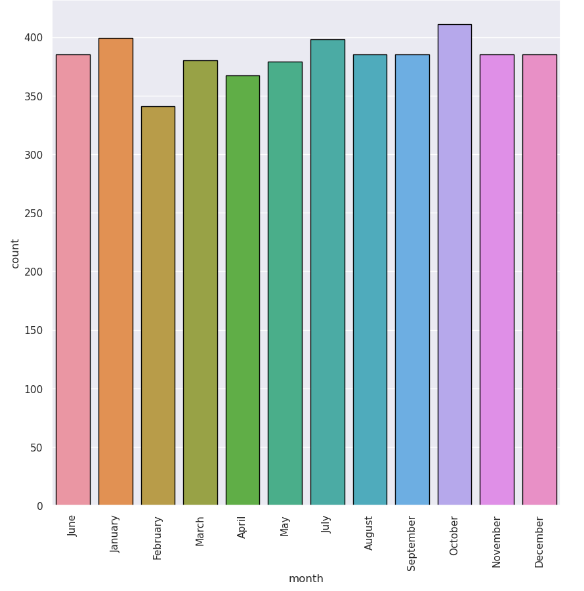 400
350
300
250
200
150
100
50
0
count
June
January
February
March
April
May
July
August
September
October
November
December
month